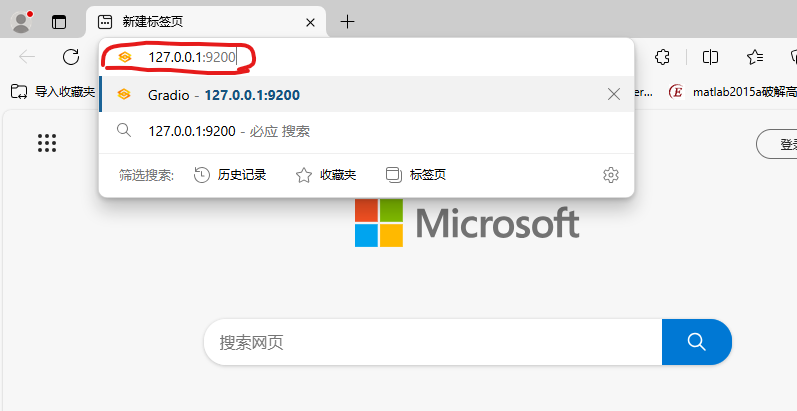 新建标签页
127.0.0.1:9200
导入收藏夹
Gradio - 127.0.0.1:9200
er...
matlab2015a破解高
127.0.0.1:9200 - 必应 搜索
筛选搜索:
历史记录
收藏夹
标签页
登录
Microsoft
搜索网页